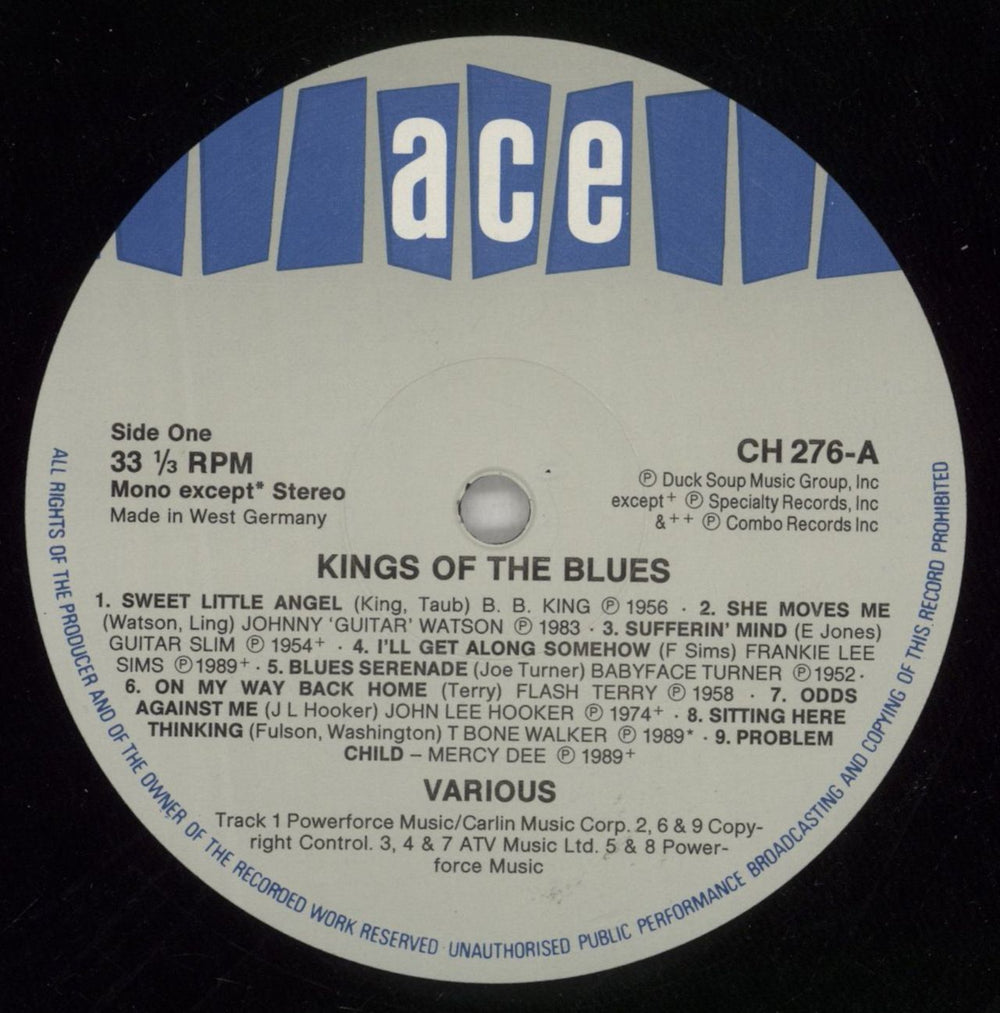 ace
Side One
33 ⅓ RPM
Mono except* Stereo
Made in West Germany
CH 276-A
℗ Duck Soup Music Group, Inc
except+ ℗ Specialty Records, Inc
&++ ℗ Combo Records Inc
KINGS OF THE BLUES
1. SWEET LITTLE ANGEL (King, Taub) B. B. KING ℗ 1956 · 2. SHE MOVES ME
(Watson, Ling) JOHNNY 'GUITAR' WATSON ℗ 1983 · 3. SUFFERIN' MIND (E Jones)
GUITAR SLIM ℗ 1954+ · 4. I'LL GET ALONG SOMEHOW (F Sims) FRANKIE LEE
SIMS ℗1989+ · 5. BLUES SERENADE (Joe Turner) BABYFACE TURNER ℗1952 ·
6. ON MY WAY BACK HOME (Terry) FLASH TERRY ℗ 1958 · 7. ODDS
AGAINST ME (J L Hooker) JOHN LEE HOOKER ℗ 1974+ · 8. SITTING HERE
THINKING (Fulson, Washington) T BONE WALKER ℗ 1989* · 9. PROBLEM
CHILD – MERCY DEE ℗ 1989+
VARIOUS
Track 1 Powerforce Music/Carlin Music Corp. 2, 6 & 9 Copy-
right Control. 3, 4 & 7 ATV Music Ltd. 5 & 8 Power-
force Music
ALL RIGHTS OF THE PRODUCER AND OF THE OWNER OF THE RECORDED WORK RESERVED · UNAUTHORISED PUBLIC PERFORMANCE BROADCASTING AND COPYING OF THIS RECORD PROHIBITED